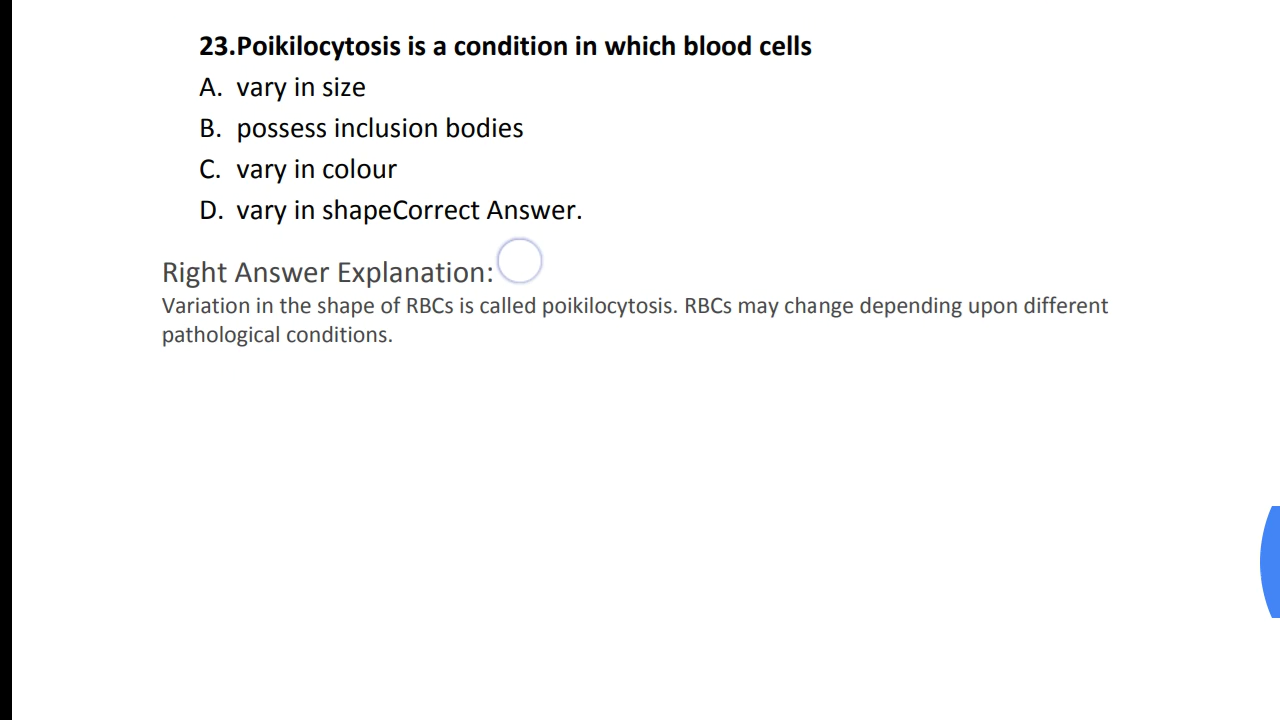 23.Poikilocytosis is a condition in which blood cells
A. vary in size
B. possess inclusion bodies
C. vary in colour
D. vary in shapeCorrect Answer.
Right Answer Explanation:
Variation in the shape of RBCs is called poikilocytosis. RBCs may change depending upon different
pathological conditions.